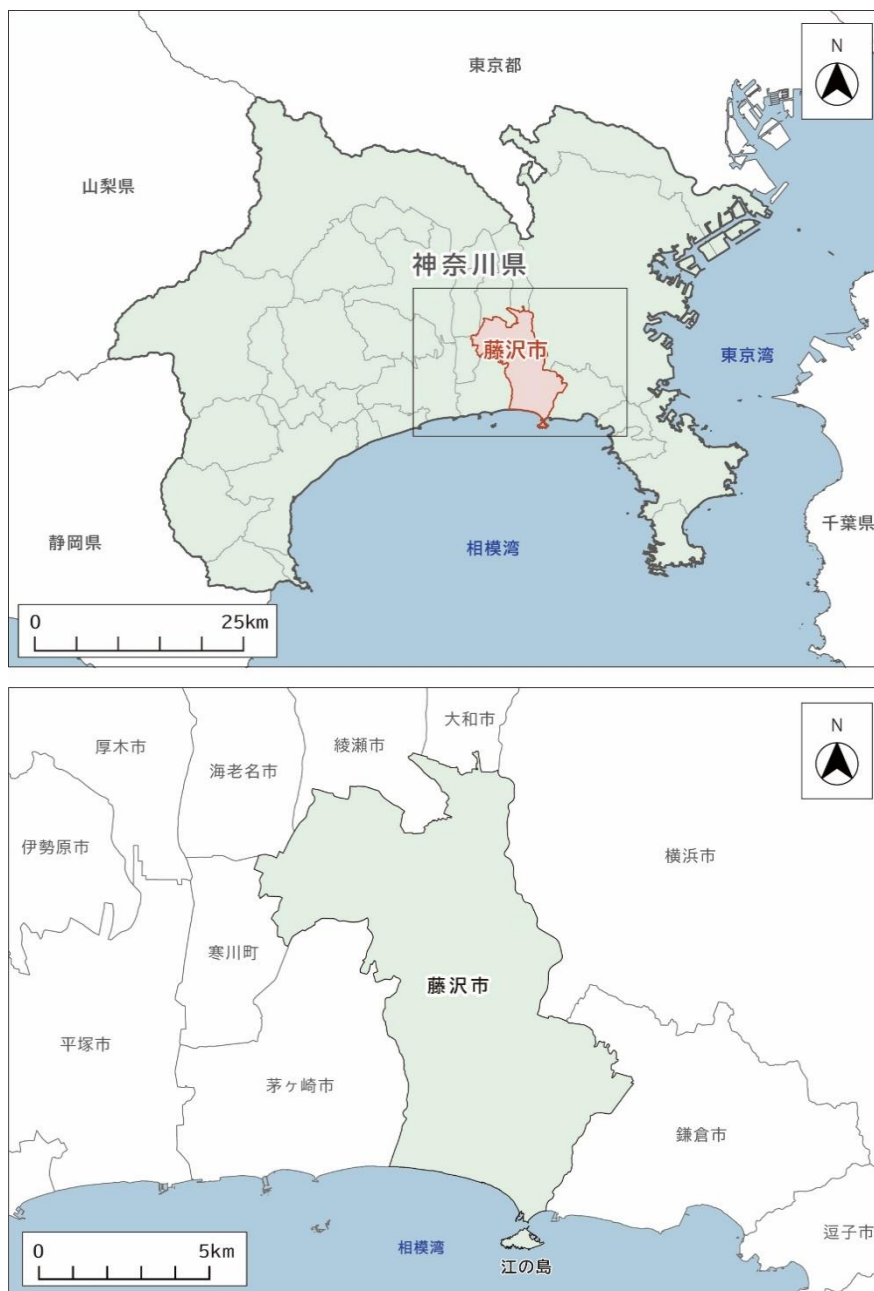 N
東京都
山梨県
神奈川県
藤沢市
東京湾
千葉県
静岡県
相模湾
0 25km
大和市
N
綾瀬市
厚木市
海老名市
伊勢原市
横浜市
寒川町
藤沢市
平塚市
茅ヶ崎市
鎌倉市
逗子市
0 5km
相模湾
江の島